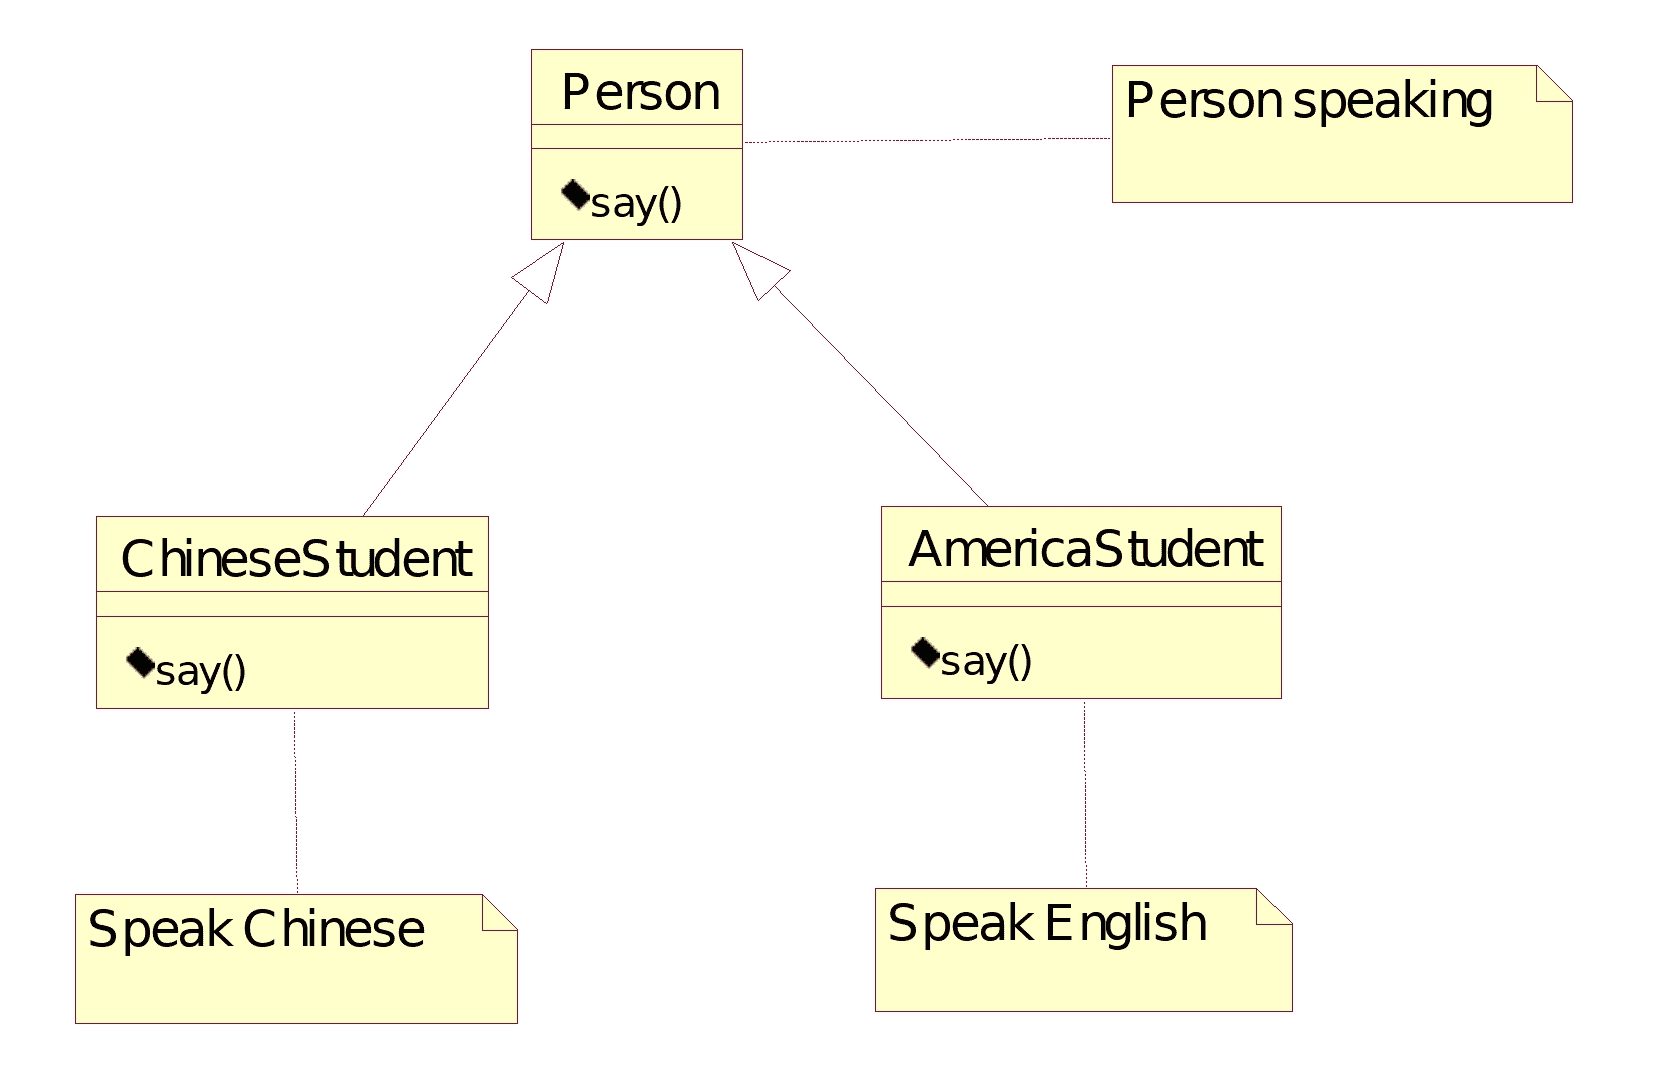 Person
say()
Person speaking
ChineseStudent
say()
AmericaStudent
say()
Speak Chinese
Speak English